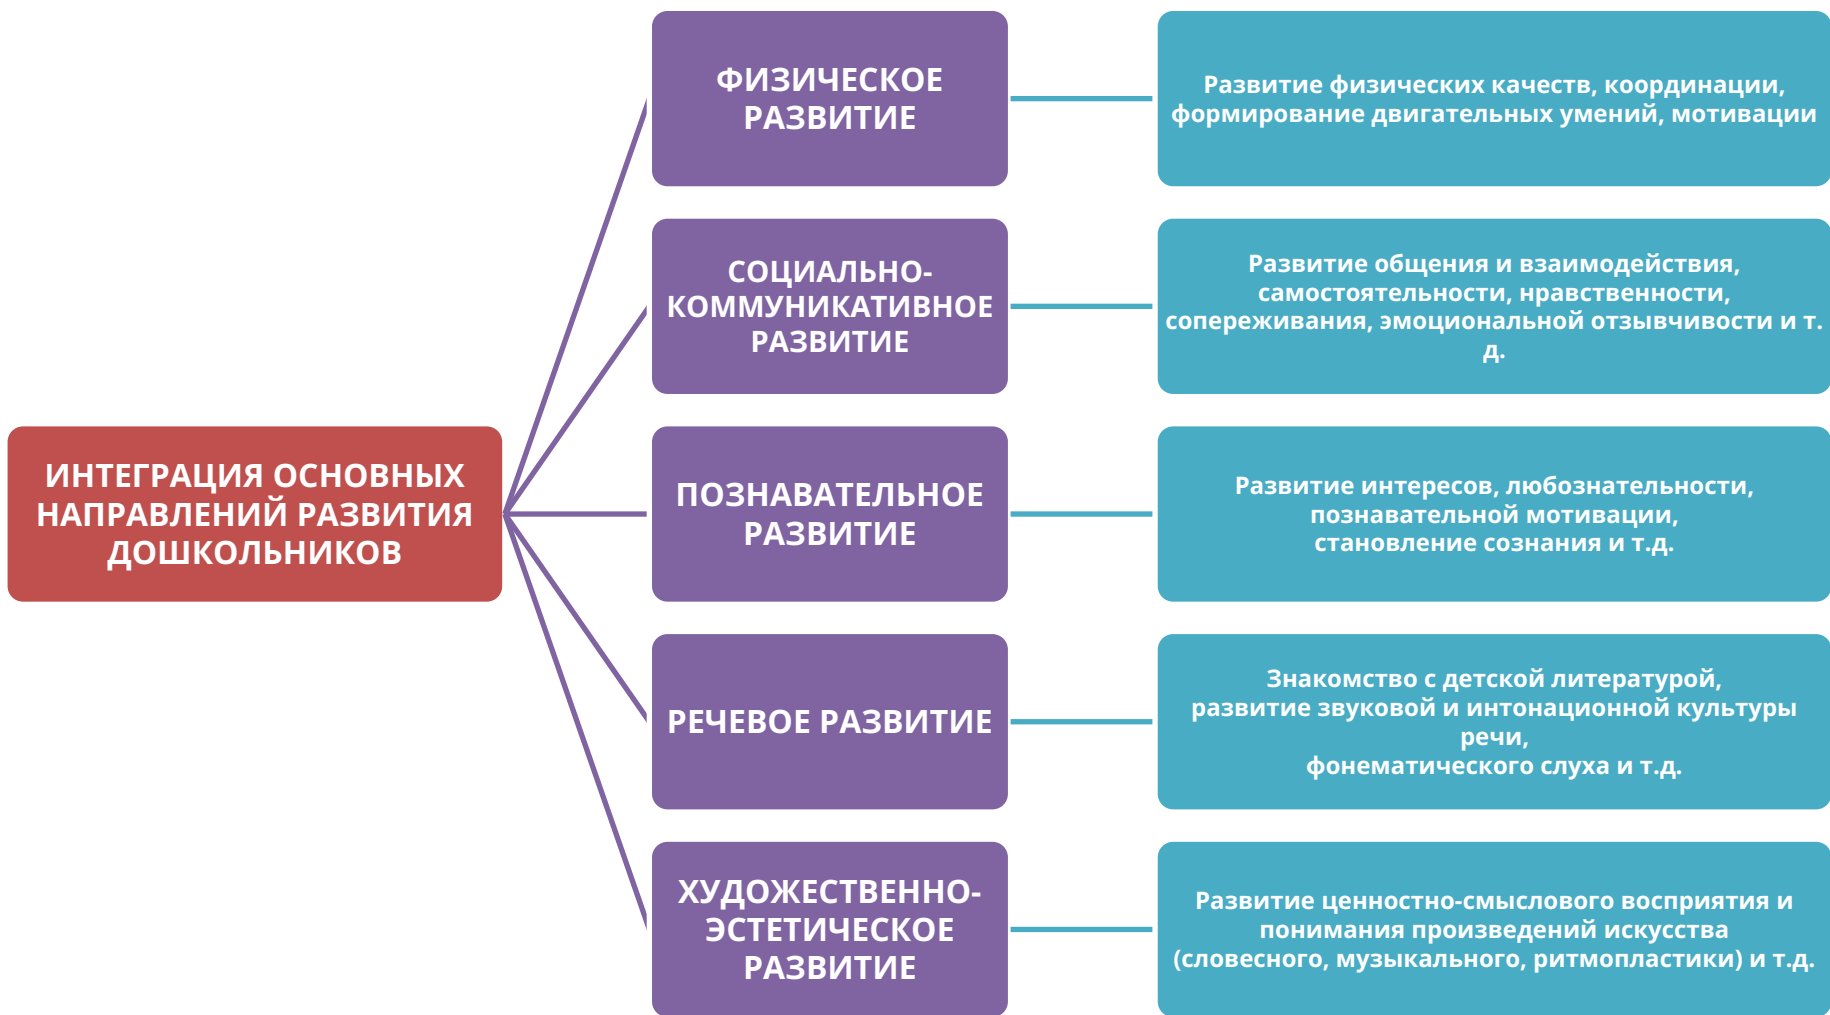 ИНТЕГРАЦИЯ ОСНОВНЫХ
НАПРАВЛЕНИЙ РАЗВИТИЯ
ДОШКОЛЬНИКОВ
ФИЗИЧЕСКОЕ
РАЗВИТИЕ
Развитие физических качеств, координации,
формирование двигательных умений, мотивации
СОЦИАЛЬНО-
КОММУНИКАТИВНОЕ
РАЗВИТИЕ
Развитие общения и взаимодействия,
самостоятельности, нравственности,
сопереживания, эмоциональной отзывчивости и т.
д.
ПОЗНАВАТЕЛЬНОЕ
РАЗВИТИЕ
Развитие интересов, любознательности,
познавательной мотивации,
становление сознания и т.д.
РЕЧЕВОЕ РАЗВИТИЕ
Знакомство с детской литературой,
развитие звуковой и интонационной культуры
речи,
фонематического слуха и т.д.
ХУДОЖЕСТВЕННО-
ЭСТЕТИЧЕСКОЕ
РАЗВИТИЕ
Развитие ценностно-смыслового восприятия и
понимания произведений искусства
(словесного, музыкального, ритмопластики) и т.д.